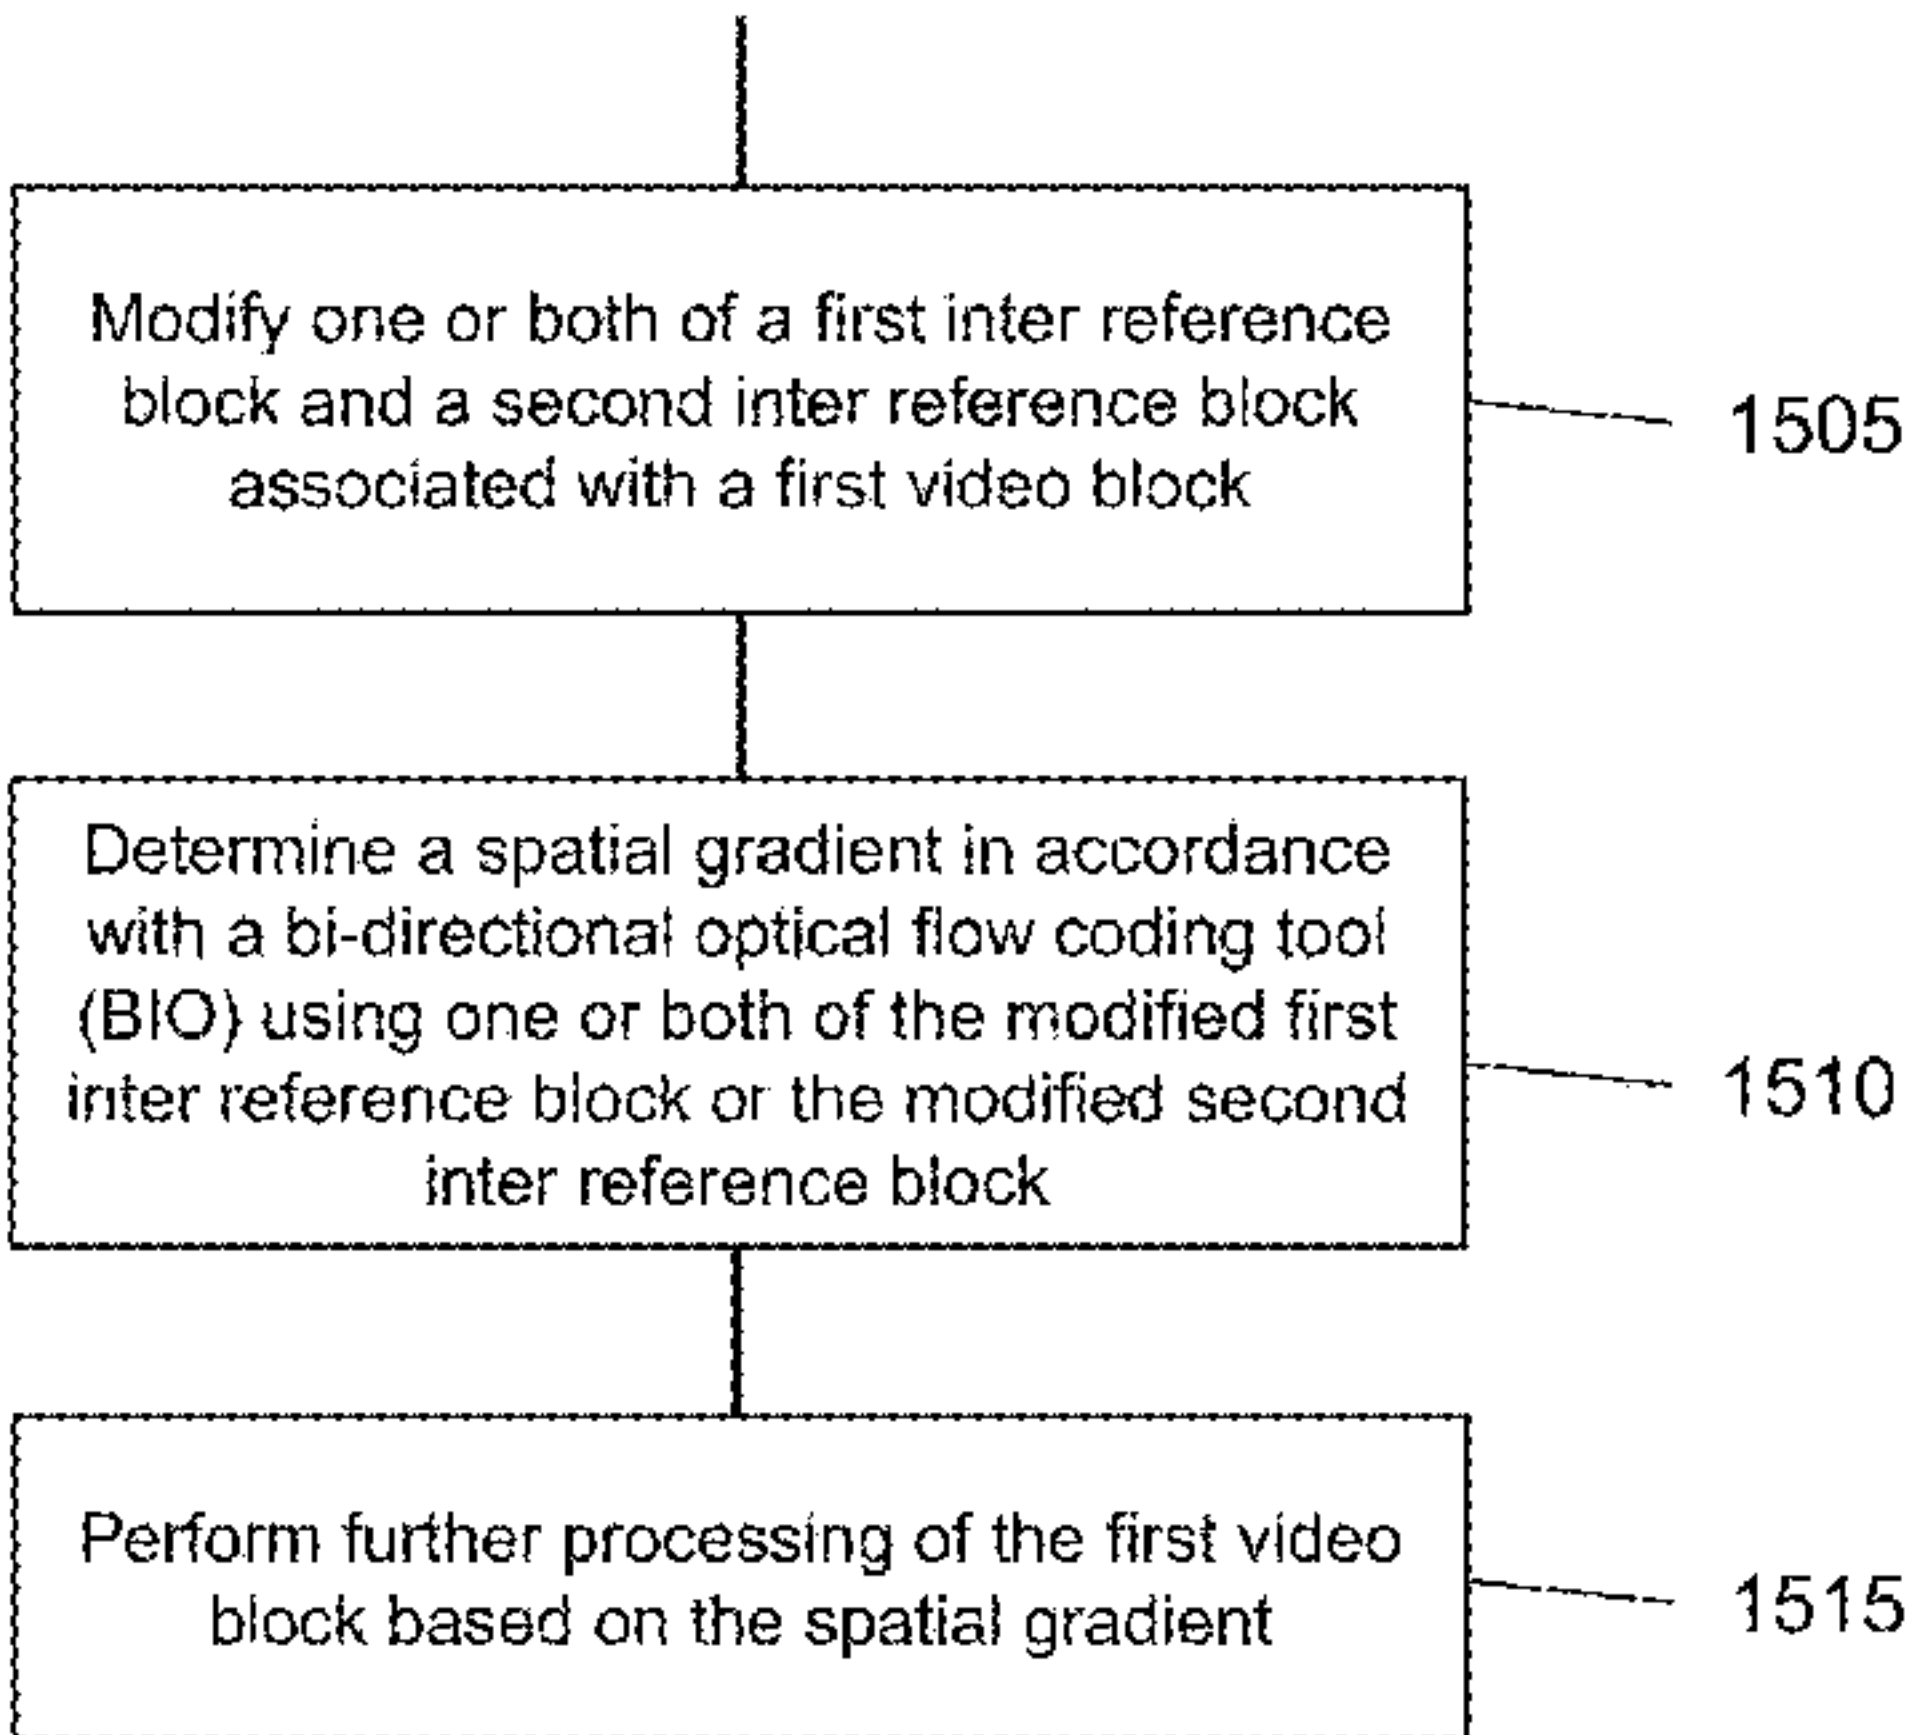 Modify one or both of a first inter reference
block and a second inter reference block
associated with a first video block
1505
Determine a spatial gradient in accordance
with a bi-directional optical flow coding tool
(BIO) using one or both of the modified first
inter reference block or the modified second
inter reference block
1510
Perform further processing of the first video
block based on the spatial gradient
1515